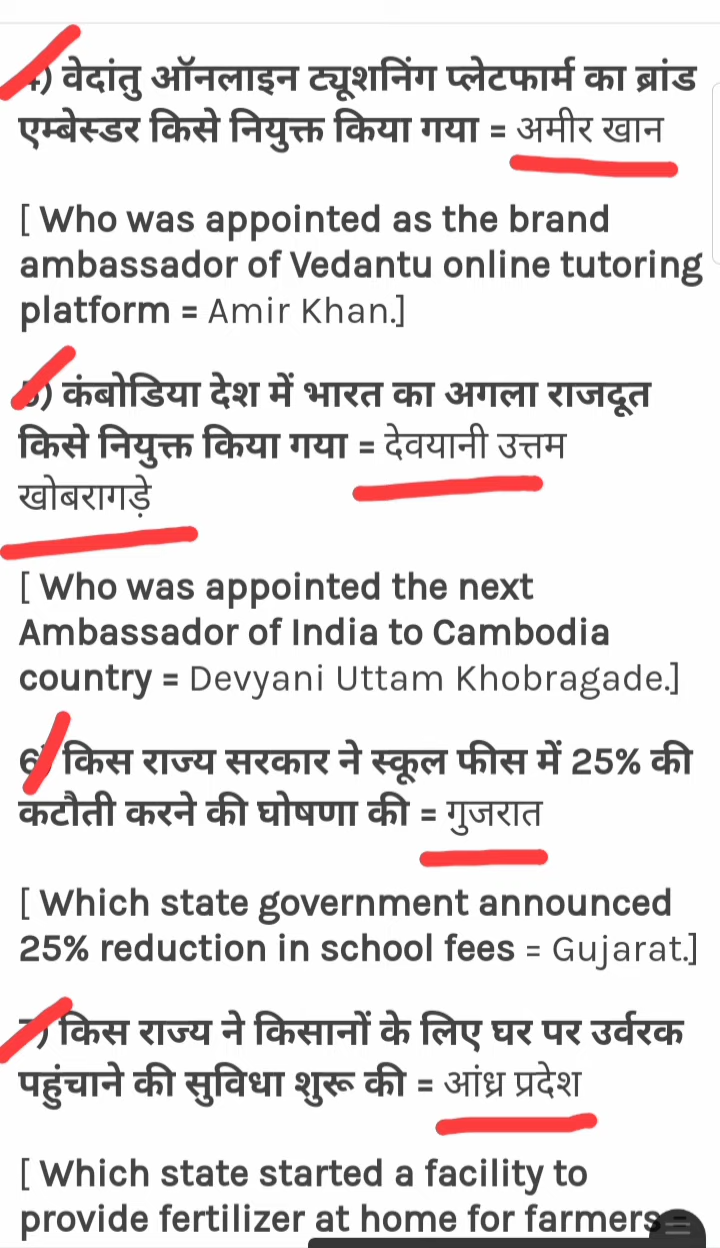 4) वेदांतु ऑनलाइन ट्यूशनिंग प्लेटफार्म का ब्रांड
एम्बेस्डर किसे नियुक्त किया गया = अमीर खान
[ Who was appointed as the brand
ambassador of Vedantu online tutoring
platform = Amir Khan.]
5) कंबोडिया देश में भारत का अगला राजदूत
किसे नियुक्त किया गया = देवयानी उत्तम
खोबरागड़े
[ Who was appointed the next
Ambassador of India to Cambodia
country = Devyani Uttam Khobragade.]
6) किस राज्य सरकार ने स्कूल फीस में 25% की
कटौती करने की घोषणा की = गुजरात
[ Which state government announced
25% reduction in school fees = Gujarat.]
7) किस राज्य ने किसानों के लिए घर पर उर्वरक
पहुंचाने की सुविधा शुरू की = आंध्र प्रदेश
[ Which state started a facility to
provide fertilizer at home for farmers =